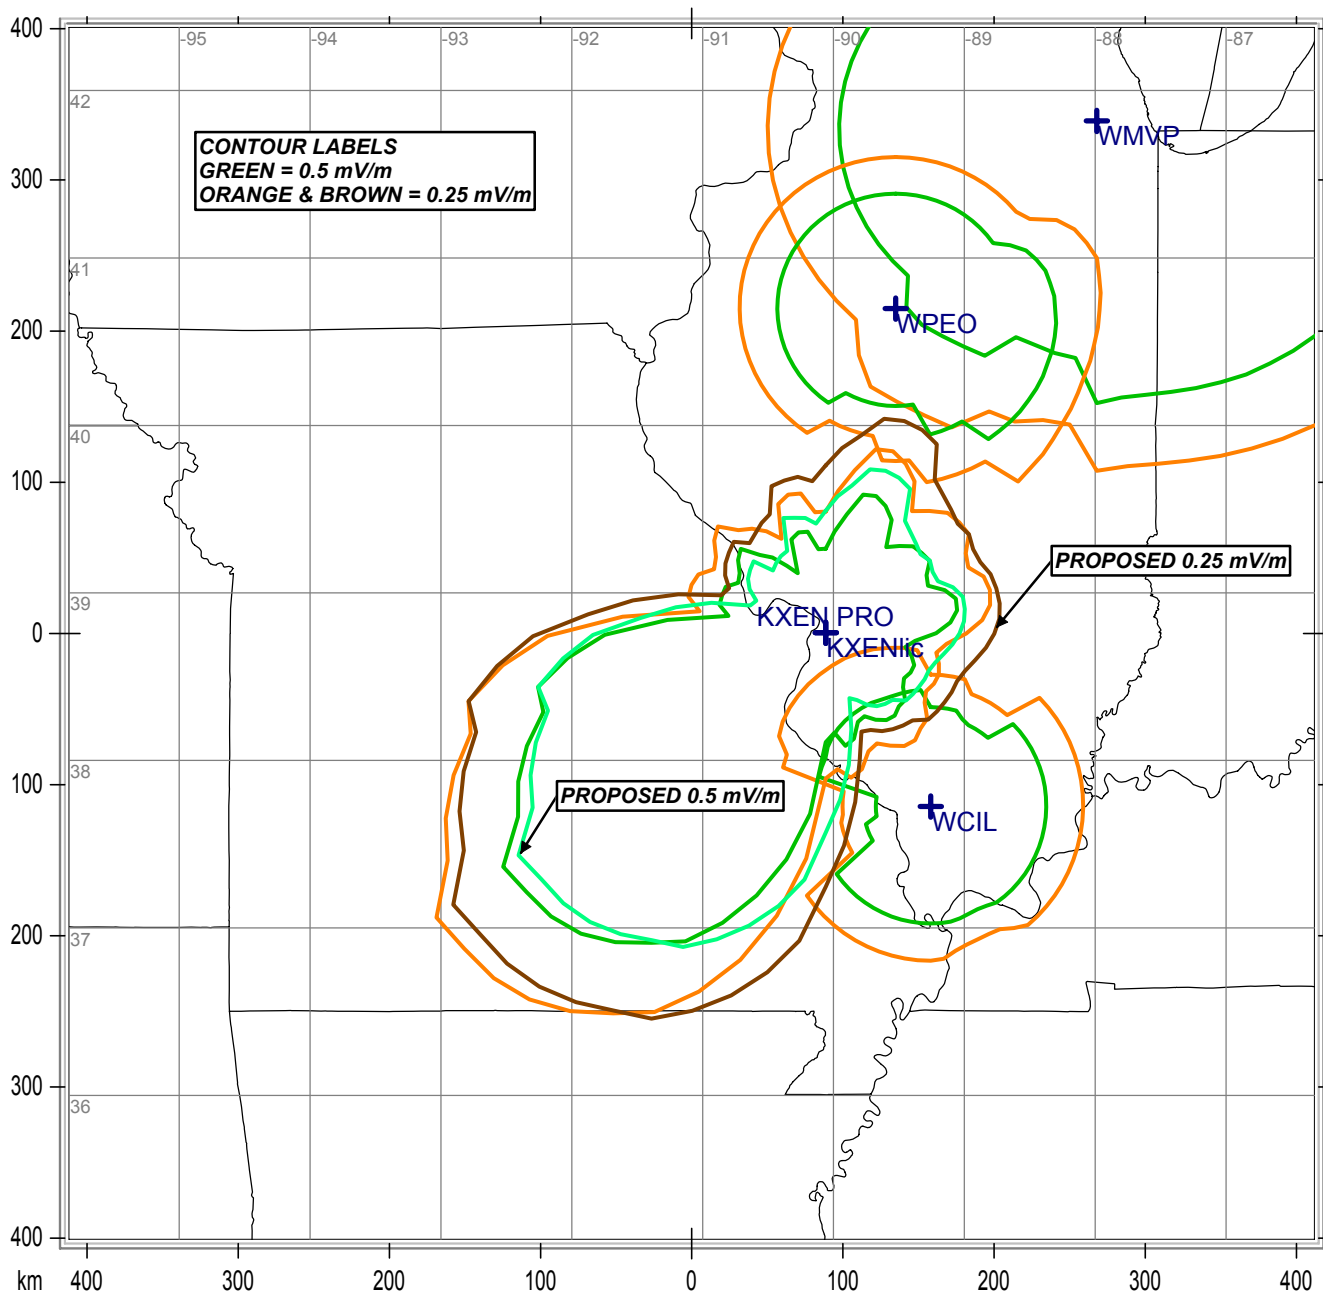 400
-95 -94 -93 -92 -91 -90 -89 -88 -87
42
WMVP
CONTOUR LABELS
GREEN = 0.5 mV/m
ORANGE & BROWN = 0.25 mV/m
300
41
WPEO
200
40
100
PROPOSED 0.25 mV/m
39
KXEN PRO
0
KXENlic
38
100
PROPOSED 0.5 mV/m
WCIL
200
37
300
36
400
km 400 300 200 100 0 100 200 300 400